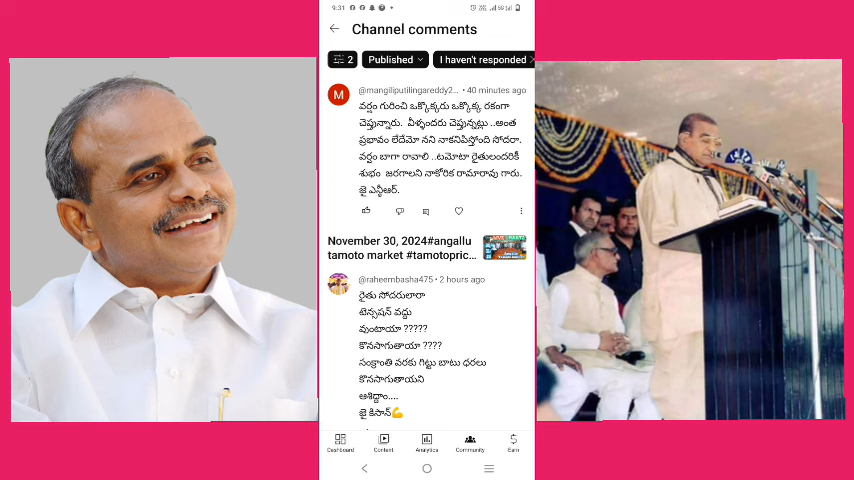 9:31
Channel comments
2 Published I haven't responded
M @mangiliputilingareddy2... • 40 minutes ago
వర్షం గురించి ఒక్కొక్కరు ఒక్కొక్క రకంగా
చెప్తున్నారు. వీళ్ళందరు చెప్తున్నట్లు ..అంత
ప్రభావం లేదేమో నని నాకనిపిస్తోంది సోదరా.
వర్షం బాగా రావాలి ..టమోటా రైతులందరికీ
శుభం జరగాలని నాకోరిక రామారావు గారు.
జై ఎన్టీఆర్.
November 30, 2024#angallu
tamoto market #tamotopric...
@raheembasha475 • 2 hours ago
రైతు సోదరులారా
టెన్సషన్ వద్దు
వుంటాయా ?????
కొనసాగుతాయా ????
సంక్రాంతి వరకు గిట్టు బాటు ధరలు
కొనసాగుతాయని
ఆశిద్దాం....
జై కిసాన్💪
Dashboard Content Analytics Community Earn